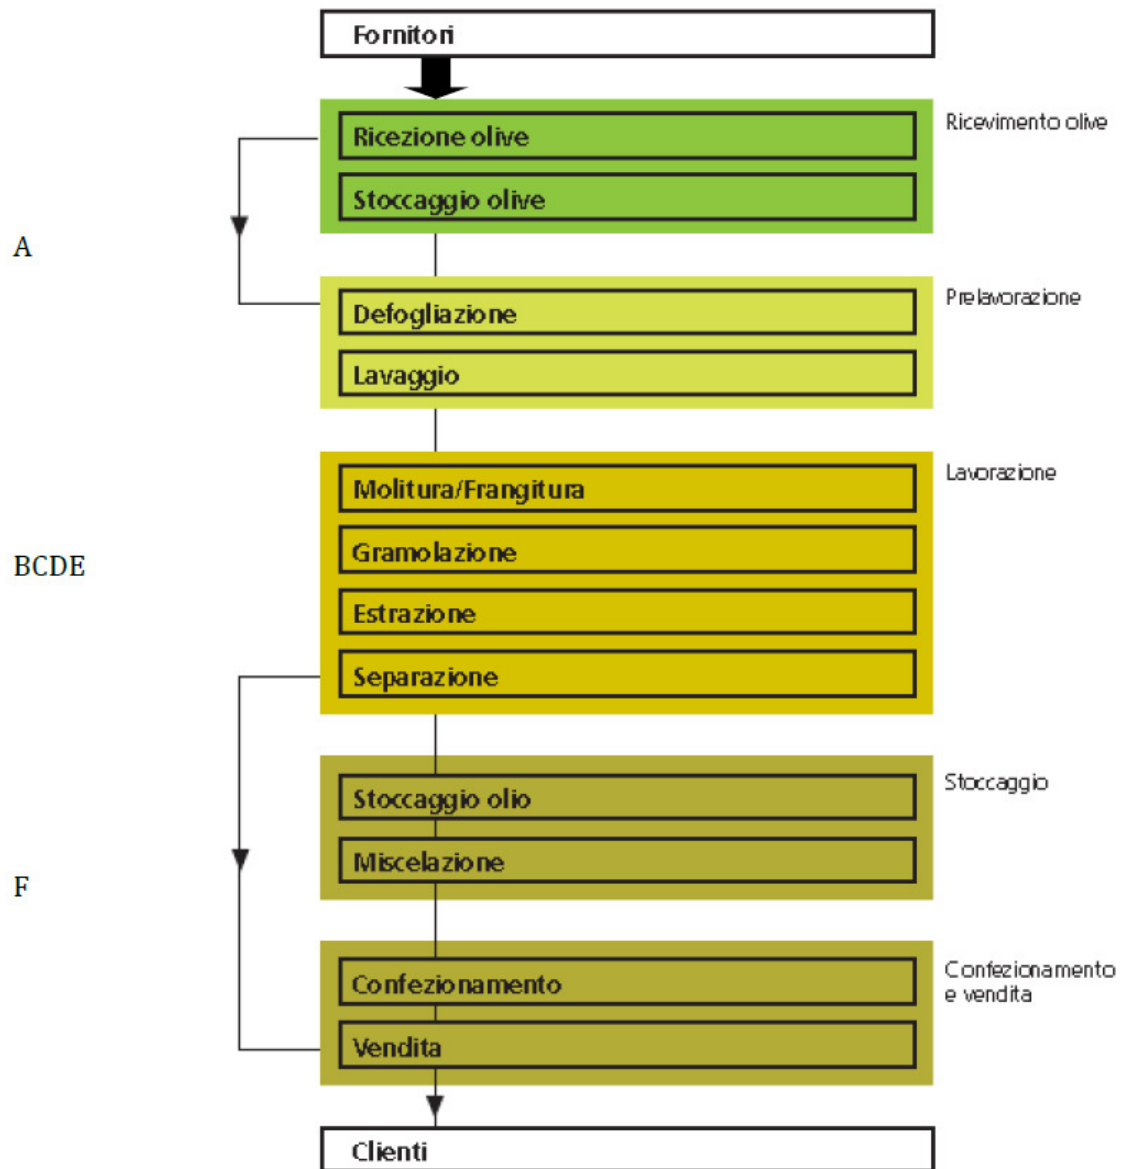 Fornitori
Ricezione olive
Ricevimento olive
Stoccaggio olive
A
Defogliazione
Prelavorazione
Lavaggio
Molitura/Frangitura
Lavorazione
Gramolazione
BCDE
Estrazione
Separazione
Stoccaggio olio
Stoccaggio
Miscelazione
F
Confezionamento
Confezionamento
e vendita
Vendita
Clienti